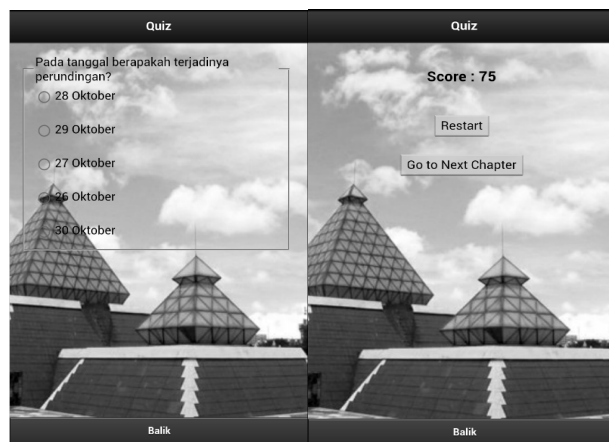 Quiz
Pada tanggal berapakah terjadinya
perundingan?
28 Oktober
29 Oktober
27 Oktober
26 Oktober
30 Oktober
Balik
Quiz
Score : 75
Restart
Go to Next Chapter
Balik